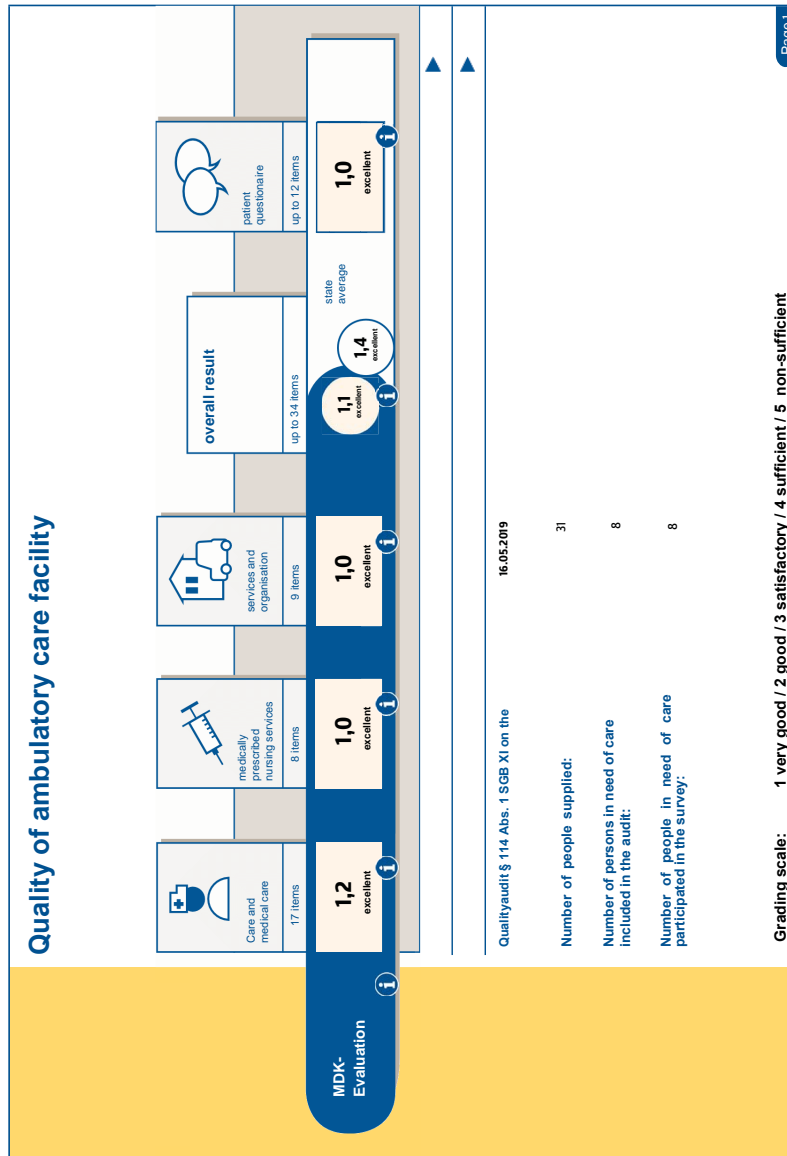 Quality of ambulatory care facility
Care and
medical care
17 items
medically
prescribed
nursing services
8 items
services and
organisation
9 items
overall result
up to 34 items
patient
questionaire
up to 12 items
MDK-
Evaluation
i
1,2
excellent
i
1,0
excellent
i
1,0
excellent
i
1,1
excellent
i
1,4
excellent
state
average
1,0
excellent
i
Qualityaudit § 114 Abs. 1 SGB XI on the 16.05.2019
Number of people supplied: 31
Number of persons in need of care
included in the audit: 8
Number of people in need of care
participated in the survey: 8
Grading scale: 1 very good / 2 good / 3 satisfactory / 4 sufficient / 5 non-sufficient
Page 1